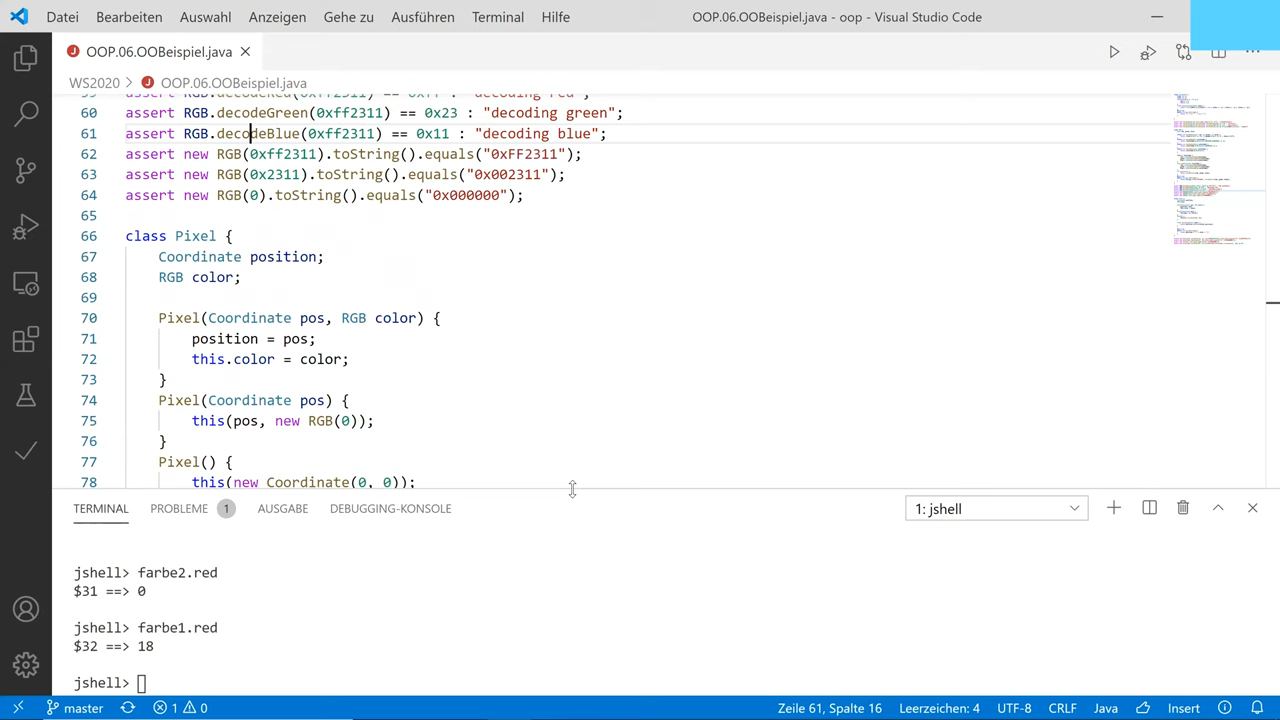 Datei Bearbeiten Auswahl Anzeigen Gehe zu Ausführen Terminal Hilfe OOP.06.OOBeispiel.java - oop - Visual Studio Code
OOP.06.OOBeispiel.java
WS2020 > OOP.06.OOBeispiel.java
60 assert RGB.decodeGreen(0xff2311) == 0x23 : "decoding green";
61 assert RGB.decodeBlue(0xff2311) == 0x11 : "decoding blue";
62 assert new RGB(0xff2311).toString().equals("#FF2311");
63 assert new RGB(0x2311).toString().equals("#002311");
64 assert new RGB(0).toString().equals("#000000");
65
66 class Pixel {
67 Coordinate position;
68 RGB color;
69
70 Pixel(Coordinate pos, RGB color) {
71 position = pos;
72 this.color = color;
73 }
74 Pixel(Coordinate pos) {
75 this(pos, new RGB(0));
76 }
77 Pixel() {
78 this(new Coordinate(0, 0));
TERMINAL PROBLEME 1 AUSGABE DEBUGGING-KONSOLE 1: jshell
jshell> farbe2.red
$31 ==> 0
jshell> farbe1.red
$32 ==> 18
jshell>
master 1 0 Zeile 61, Spalte 16 Leerzeichen: 4 UTF-8 CRLF Java Insert